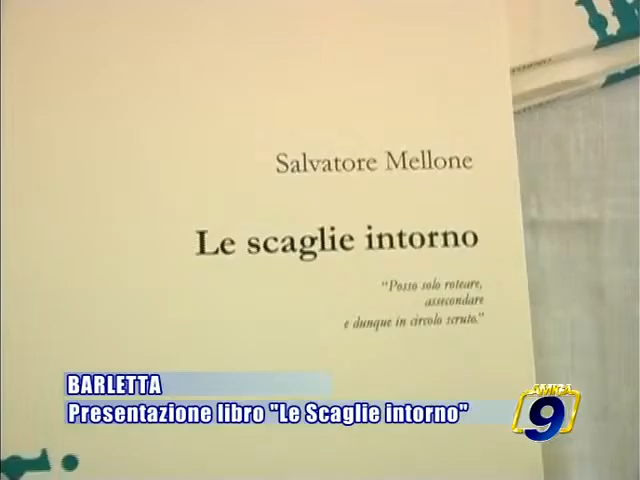 Salvatore Mellone
Le scaglie intorno
"Posso solo roteare,
assecondare
e dunque in circolo scruto."
BARLETTA
Presentazione libro "Le Scaglie intorno"
AMICA
9